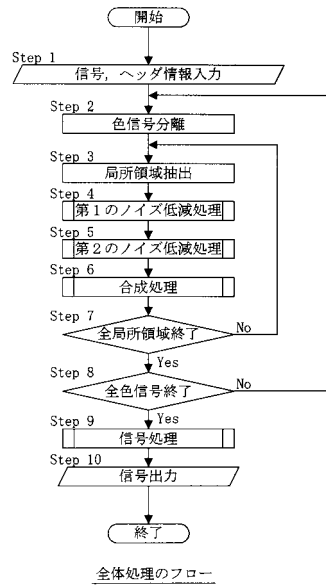 開始
Step 1
信号，ヘッダ情報入力
Step 2
色信号分離
Step 3
局所領域抽出
Step 4
第1のノイズ低減処理
Step 5
第2のノイズ低減処理
Step 6
合成処理
Step 7
全局所領域終了
No
Yes
Step 8
全色信号終了
No
Yes
Step 9
信号処理
Step 10
信号出力
終了
全体処理のフロー